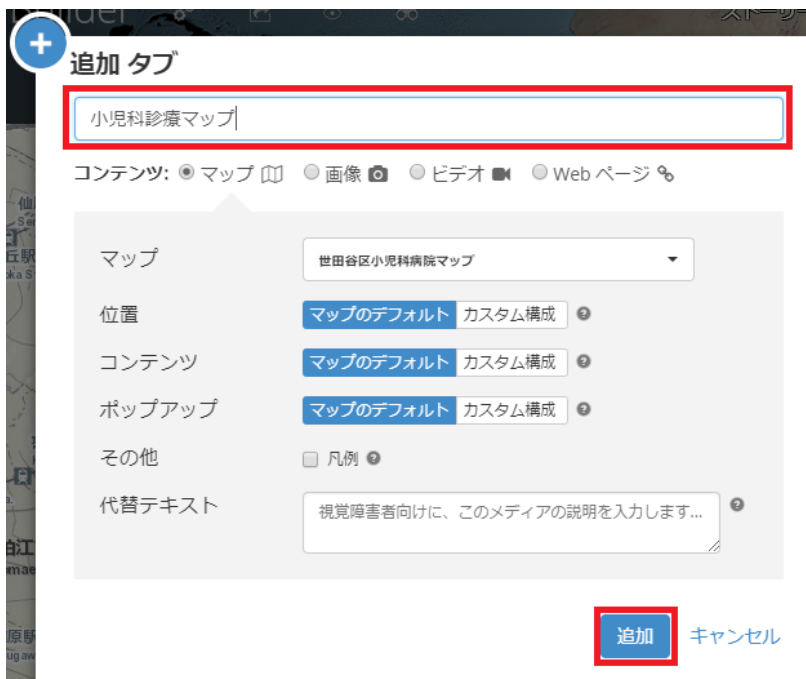 ストーリー
追加 タブ
小児科診療マップ
コンテンツ: マップ 画像 ビデオ Web ページ
マップ 世田谷区小児科病院マップ
位置 マップのデフォルト カスタム構成
コンテンツ マップのデフォルト カスタム構成
ポップアップ マップのデフォルト カスタム構成
その他 凡例
代替テキスト 視覚障害者向けに、このメディアの説明を入力します...
追加 キャンセル